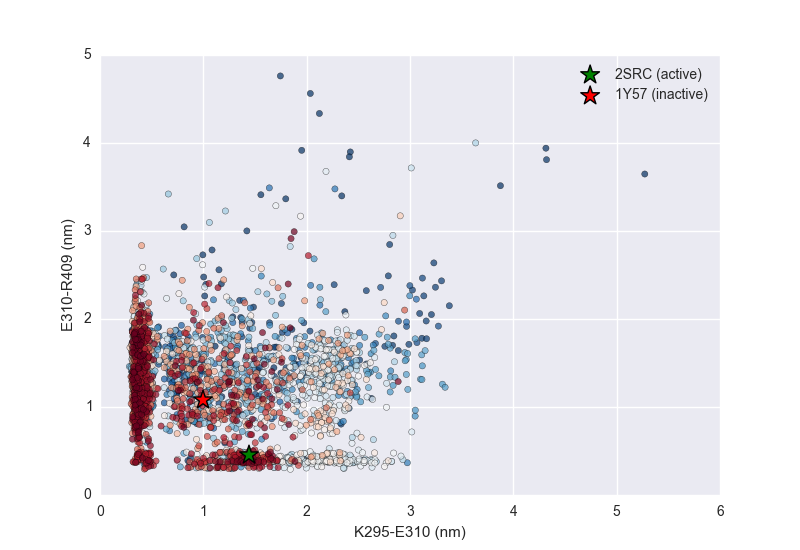 5
4
3
2
1
0
0 1 2 3 4 5 6
E310-R409 (nm)
K295-E310 (nm)
2SRC (active)
1Y57 (inactive)